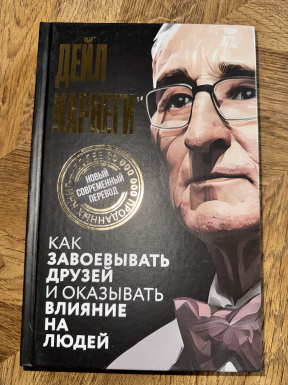 ДЕЙЛ
КАРНЕГИ
НОВЫЙ
СОВРЕМЕННЫЙ
ПЕРЕВОД
КАК
ЗАВОЕВЫВАТЬ
ДРУЗЕЙ
И ОКАЗЫВАТЬ
ВЛИЯНИЕ
НА
ЛЮДЕЙ